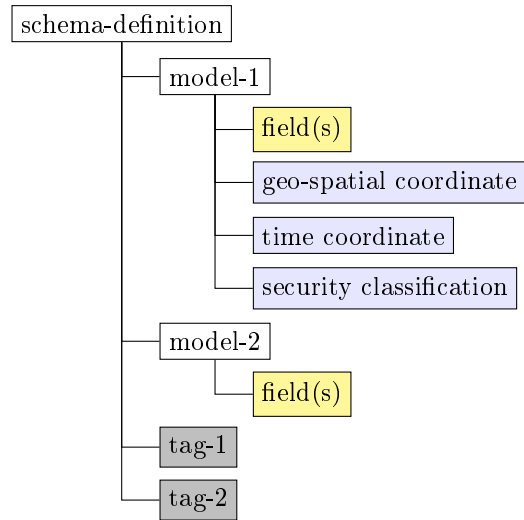 schema-definition
model-1
field(s)
geo-spatial coordinate
time coordinate
security classification
model-2
field(s)
tag-1
tag-2